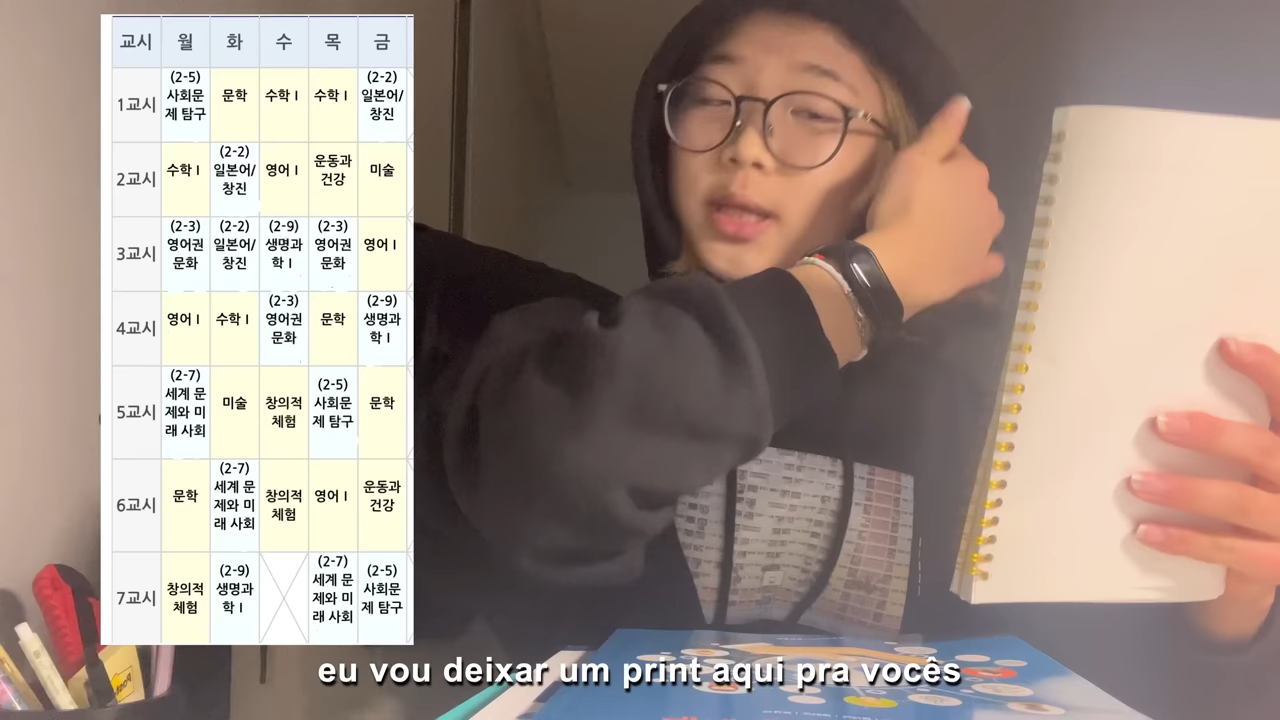 교시 월 화 수 목 금
1교시 (2-5) 사회문제 탐구 문학 수학 I 수학 I (2-2) 일본어/창진
2교시 수학 I (2-2) 일본어/창진 영어 I 운동과 건강 미술
3교시 (2-3) 영어권 문화 (2-2) 일본어/창진 (2-9) 생명과학 I (2-3) 영어권 문화 영어 I
4교시 영어 I 수학 I (2-3) 영어권 문화 문학 (2-9) 생명과학 I
5교시 (2-7) 세계 문제와 미래 사회 미술 창의적 체험 (2-5) 사회문제 탐구 문학
6교시 문학 (2-7) 세계 문제와 미래 사회 창의적 체험 영어 I 운동과 건강
7교시 창의적 체험 (2-9) 생명과학 I (2-7) 세계 문제와 미래 사회 (2-5) 사회문제 탐구
eu vou deixar um print aqui pra vocês